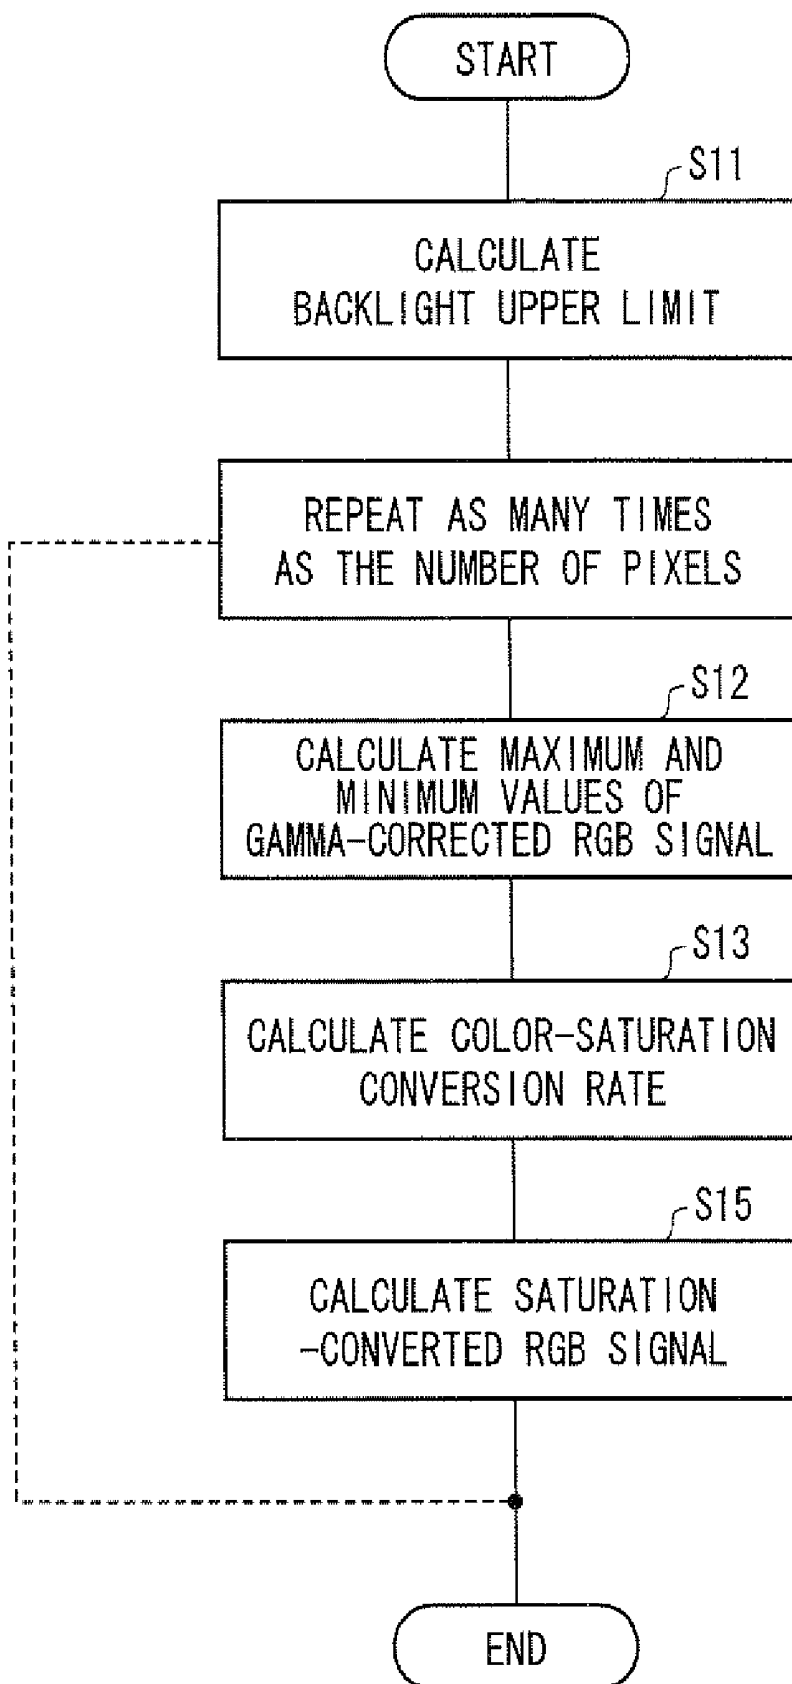 START
S11
CALCULATE
BACKLIGHT UPPER LIMIT
REPEAT AS MANY TIMES
AS THE NUMBER OF PIXELS
S12
CALCULATE MAXIMUM AND
MINIMUM VALUES OF
GAMMA-CORRECTED RGB SIGNAL
S13
CALCULATE COLOR-SATURATION
CONVERSION RATE
S15
CALCULATE SATURATION
-CONVERTED RGB SIGNAL
END